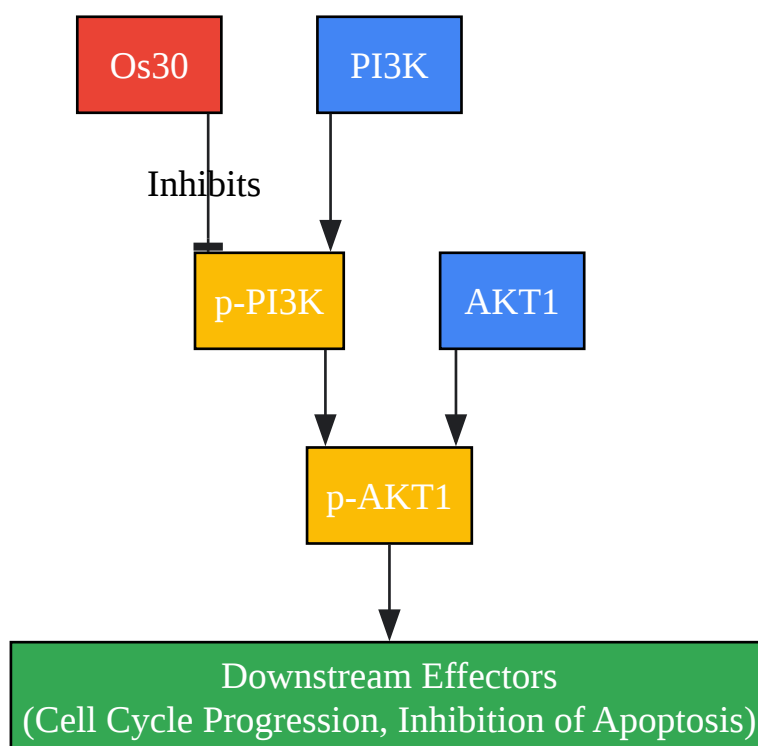 Os30
PI3K
Inhibits
p-PI3K
AKT1
p-AKT1
Downstream Effectors
(Cell Cycle Progression, Inhibition of Apoptosis)